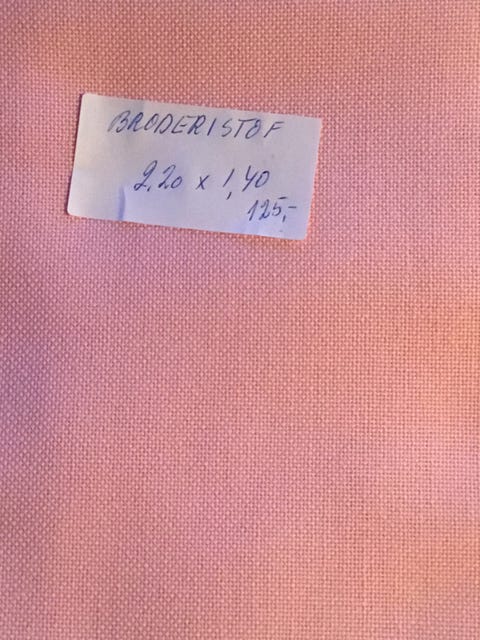 BRODERISTOF
2,20 x 1,40
125,-